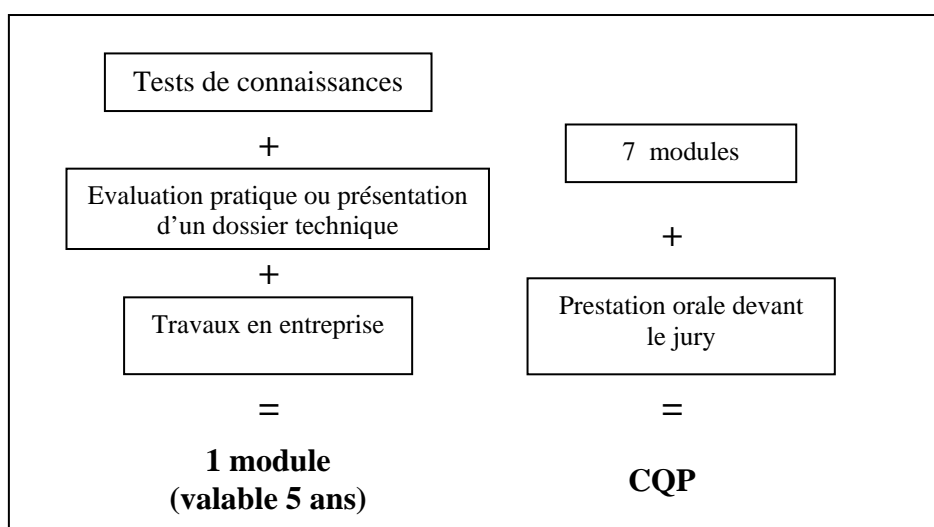 Tests de connaissances
+
Evaluation pratique ou présentation
d'un dossier technique
+
Travaux en entreprise
=
1 module
(valable 5 ans)
7 modules
+
Prestation orale devant
le jury
=
CQP